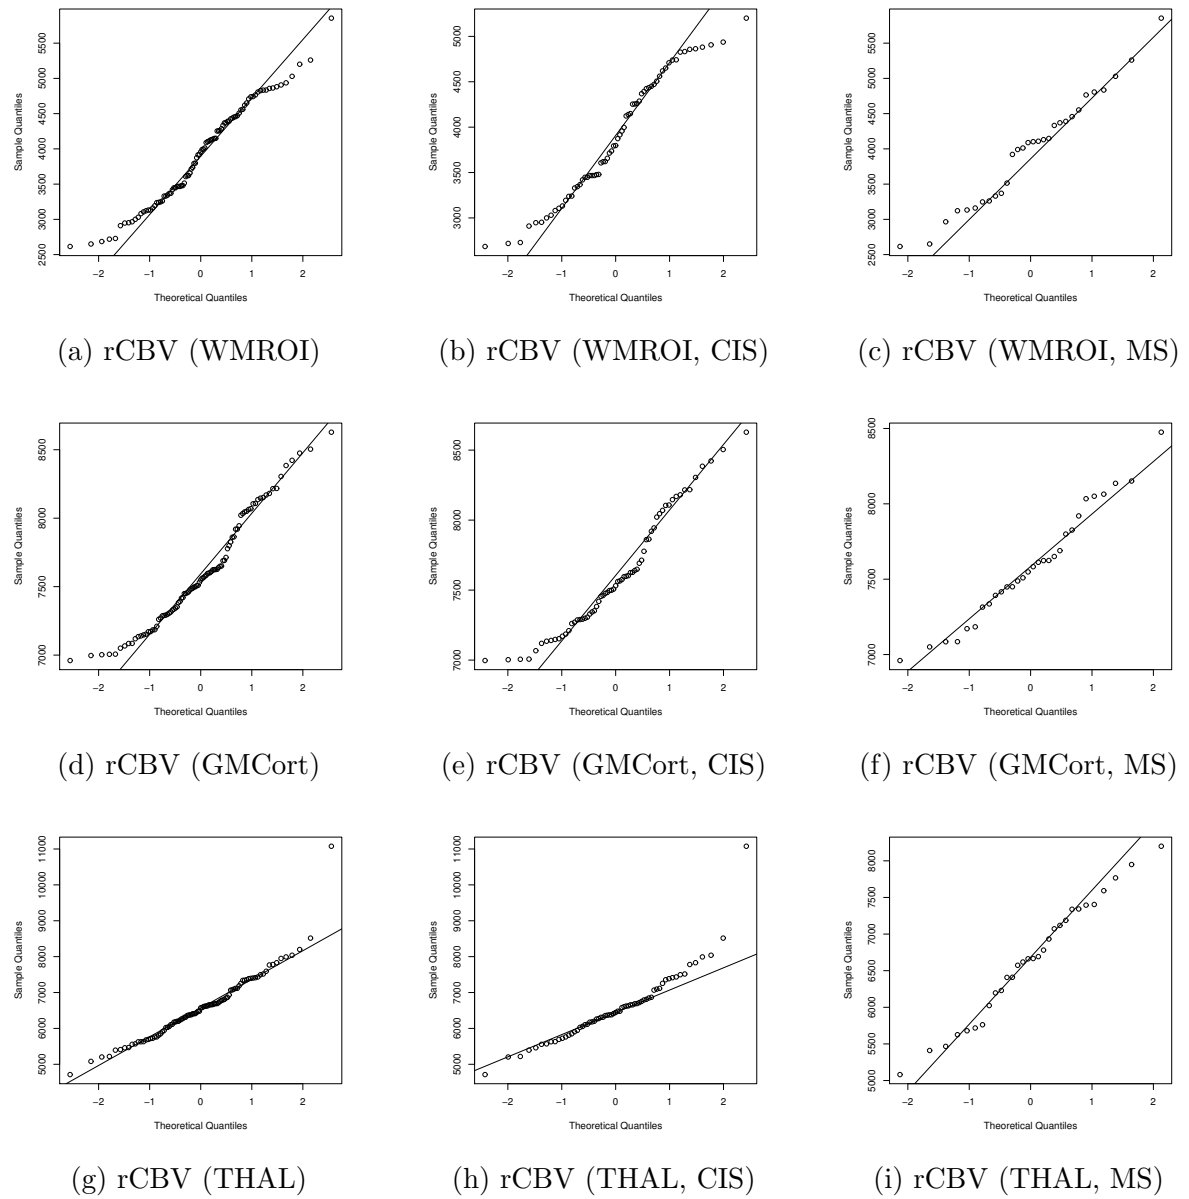 5500
5000
4500
4000
3500
3000
2500
Sample Quantiles
−2 −1 0 1 2
Theoretical Quantiles
5000
4500
4000
3500
3000
Sample Quantiles
−2 −1 0 1 2
Theoretical Quantiles
5500
5000
4500
4000
3500
3000
2500
Sample Quantiles
−2 −1 0 1 2
Theoretical Quantiles
(a) rCBV (WMROI)
(b) rCBV (WMROI, CIS)
(c) rCBV (WMROI, MS)
8500
8000
7500
7000
Sample Quantiles
−2 −1 0 1 2
Theoretical Quantiles
8500
8000
7500
7000
Sample Quantiles
−2 −1 0 1 2
Theoretical Quantiles
8500
8000
7500
7000
Sample Quantiles
−2 −1 0 1 2
Theoretical Quantiles
(d) rCBV (GMCort)
(e) rCBV (GMCort, CIS)
(f) rCBV (GMCort, MS)
11000
10000
9000
8000
7000
6000
5000
Sample Quantiles
−2 −1 0 1 2
Theoretical Quantiles
11000
10000
9000
8000
7000
6000
5000
Sample Quantiles
−2 −1 0 1 2
Theoretical Quantiles
8000
7500
7000
6500
6000
5500
5000
Sample Quantiles
−2 −1 0 1 2
Theoretical Quantiles
(g) rCBV (THAL)
(h) rCBV (THAL, CIS)
(i) rCBV (THAL, MS)